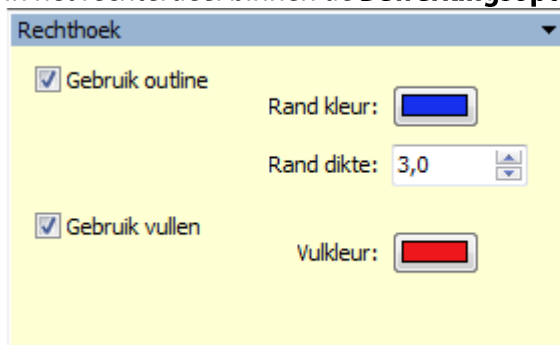 Rechthoek
Gebruik outline
Rand kleur:
Rand dikte: 3,0
Gebruik vullen
Vulkleur: